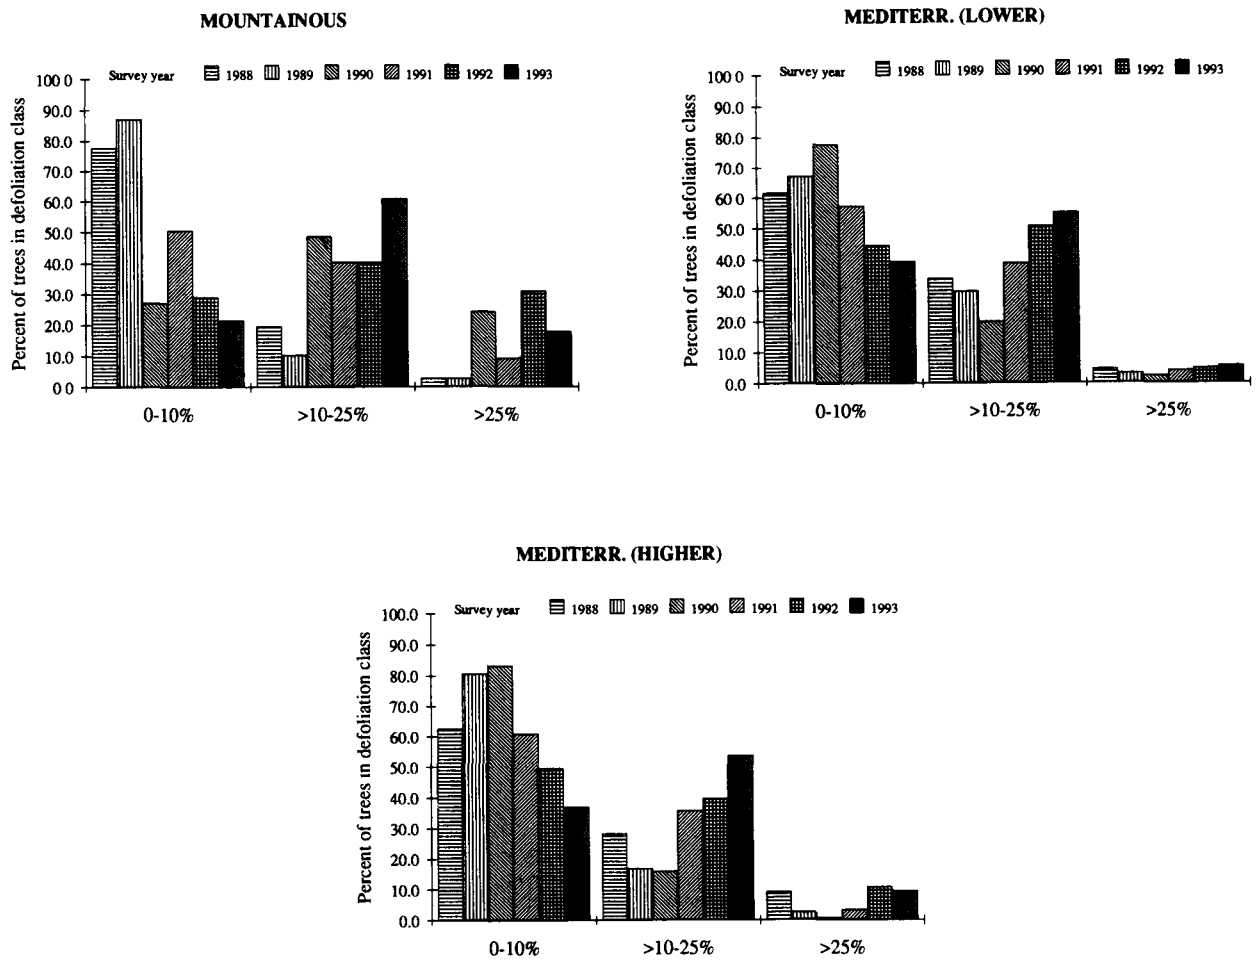 MOUNTAINOUS
Survey year 1988 1989 1990 1991 1992 1993
Percent of trees in defoliation class
100 0
90.0
80.0
70.0
60.0
50.0
40.0
30.0
20.0
10.0
0 0
0-10% >10-25% >25%
MEDITERR. (LOWER)
Survey year 1988 1989 1990 1991 1992 1993
Percent of trees in defoliation class
100.0
90.0
80.0
70.0
60.0
50.0
40.0
30.0
20.0
10.0
0.0
0-10% >10-25% >25%
MEDITERR. (HIGHER)
Survey year 1988 1989 1990 1991 1992 1993
Percent of trees in defoliation class
100.0
90.0
80.0
70.0
60.0
50.0
40.0
30.0
20.0
10.0
0.0
0-10% >10-25% >25%